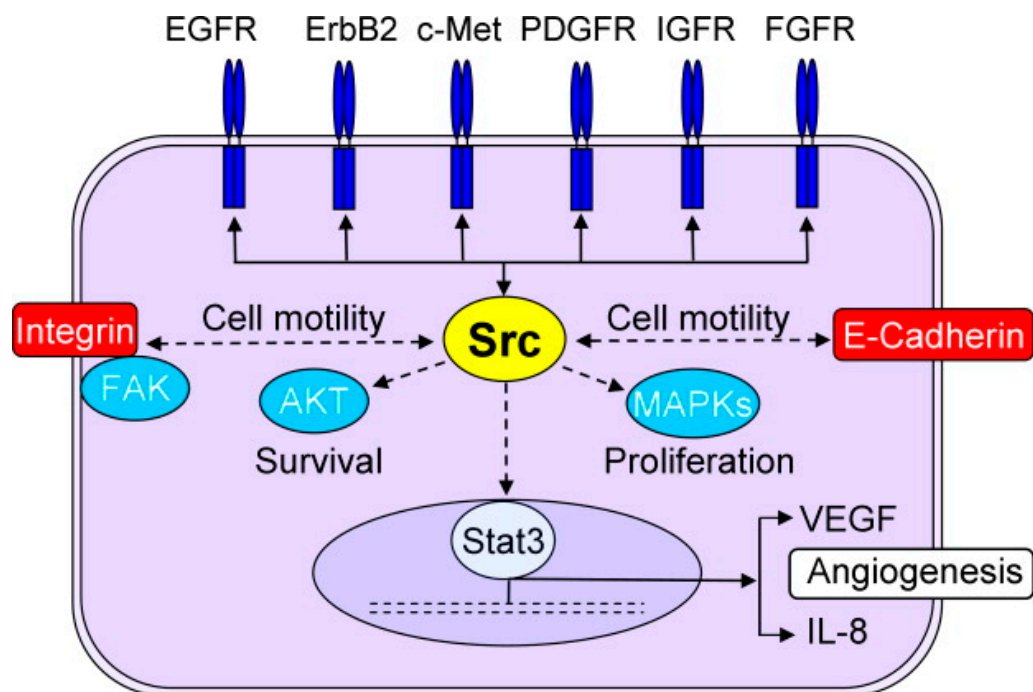 EGFR ErbB2 c-Met PDGFR IGFR FGFR
Integrin Cell motility Src Cell motility E-Cadherin
FAK AKT MAPKs
Survival Proliferation
Stat3 VEGF
Angiogenesis
IL-8